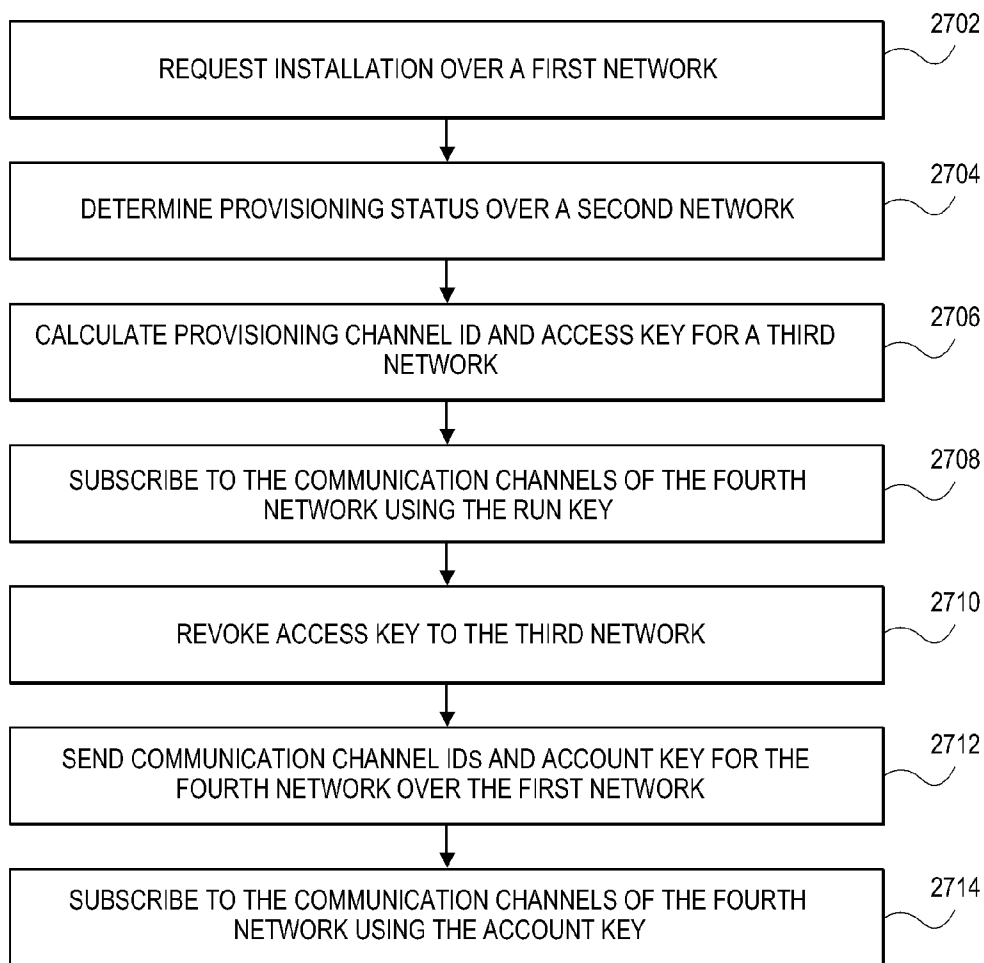 2702
REQUEST INSTALLATION OVER A FIRST NETWORK
2704
DETERMINE PROVISIONING STATUS OVER A SECOND NETWORK
2706
CALCULATE PROVISIONING CHANNEL ID AND ACCESS KEY FOR A THIRD
NETWORK
2708
SUBSCRIBE TO THE COMMUNICATION CHANNELS OF THE FOURTH
NETWORK USING THE RUN KEY
2710
REVOKE ACCESS KEY TO THE THIRD NETWORK
2712
SEND COMMUNICATION CHANNEL IDs AND ACCOUNT KEY FOR THE
FOURTH NETWORK OVER THE FIRST NETWORK
2714
SUBSCRIBE TO THE COMMUNICATION CHANNELS OF THE FOURTH
NETWORK USING THE ACCOUNT KEY